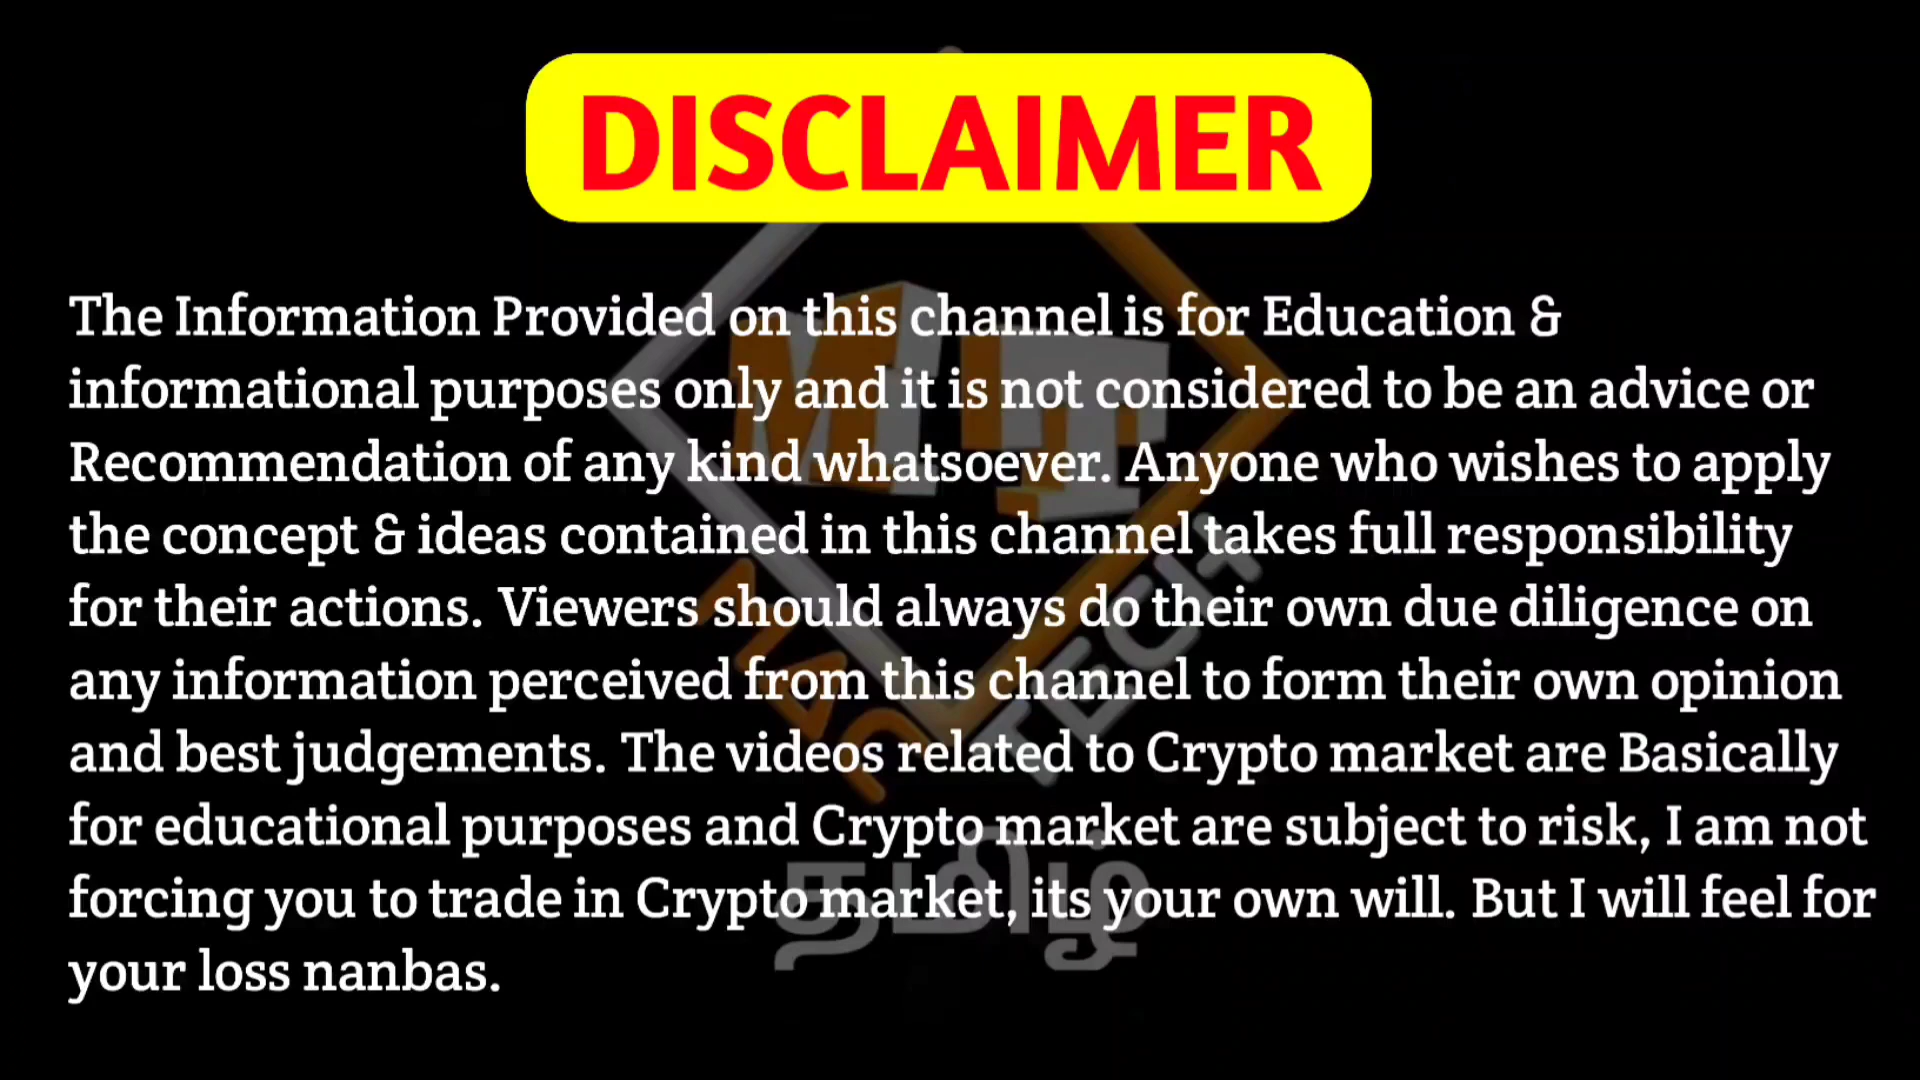 DISCLAIMER
The Information Provided on this channel is for Education &
informational purposes only and it is not considered to be an advice or
Recommendation of any kind whatsoever. Anyone who wishes to apply
the concept & ideas contained in this channel takes full responsibility
for their actions. Viewers should always do their own due diligence on
any information perceived from this channel to form their own opinion
and best judgements. The videos related to Crypto market are Basically
for educational purposes and Crypto market are subject to risk, I am not
forcing you to trade in Crypto market, its your own will. But I will feel for
your loss nanbas.
MT
TECH
தமிழ்